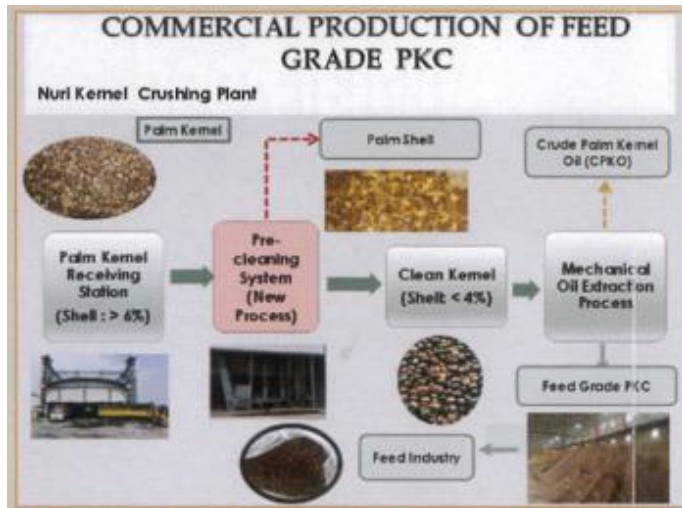 COMMERCIAL PRODUCTION OF FEED
GRADE PKC
Nuri Kernel Crushing Plant
Palm Kernel
Palm Shell
Crude Palm Kernel
Oil (CPKO)
Palm Kernel
Receiving
Station
(Shell : > 6%)
Pre-
cleaning
System
(New
Process)
Clean Kernel
(Shell: < 4%)
Mechanical
Oil Extraction
Process
Feed Grade PKC
Feed Industry